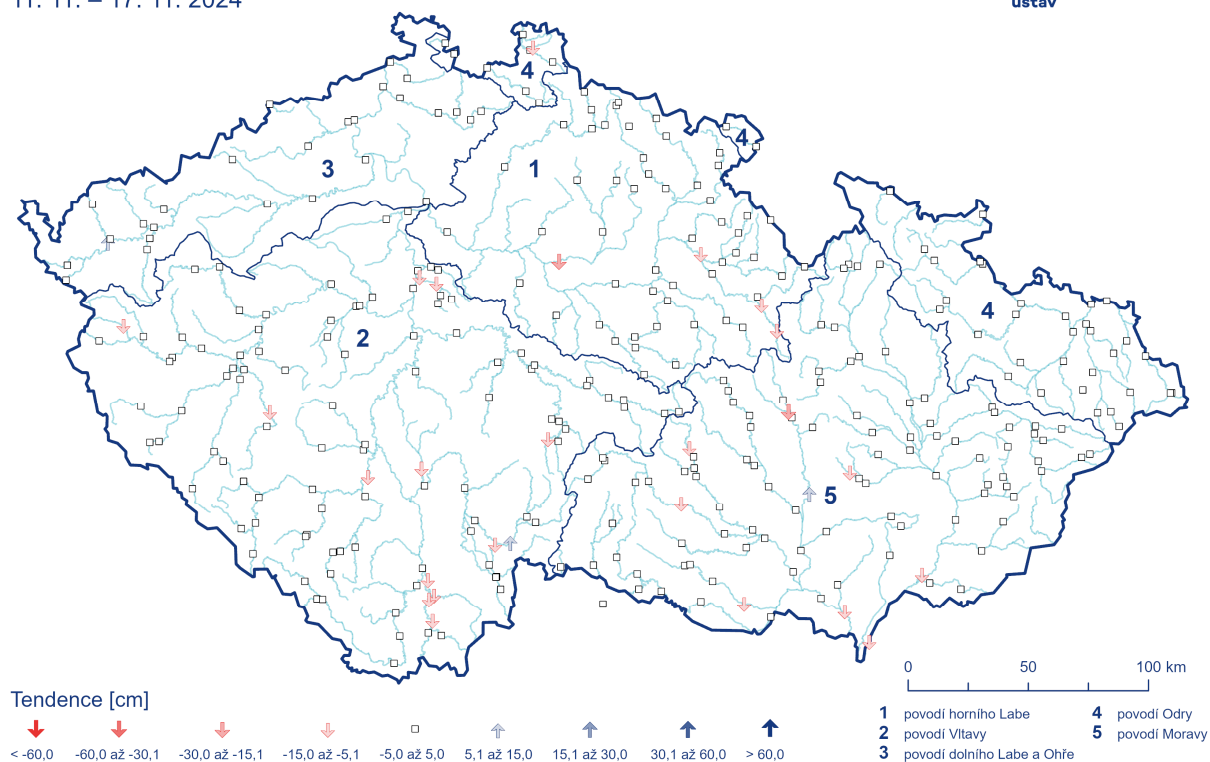 11. 11. – 17. 11. 2024
ústav
4
4
3
1
4
2
5
0 50 100 km
Tendence [cm]
< -60,0 -60,0 až -30,1 -30,0 až -15,1 -15,0 až -5,1 -5,0 až 5,0 5,1 až 15,0 15,1 až 30,0 30,1 až 60,0 > 60,0
1 povodí horního Labe 4 povodí Odry
2 povodí Vltavy 5 povodí Moravy
3 povodí dolního Labe a Ohře